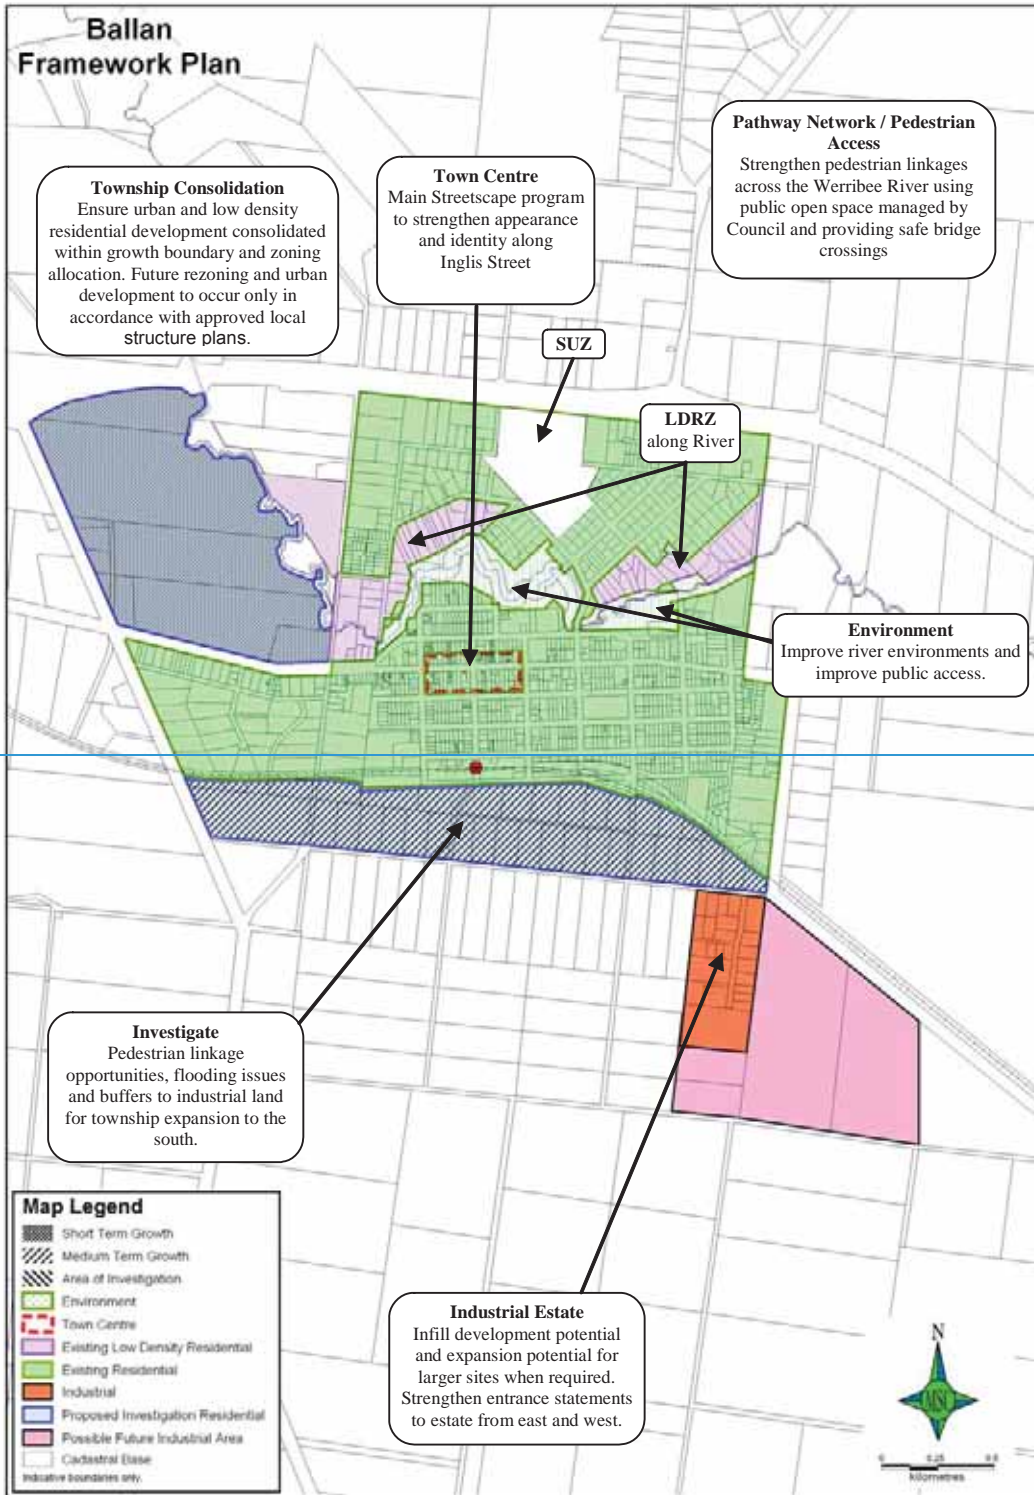 Ballan
Framework Plan
Pathway Network / Pedestrian
Access
Strengthen pedestrian linkages
across the Werribee River using
public open space managed by
Council and providing safe bridge
crossings
Town Centre
Main Streetscape program
to strengthen appearance
and identity along
Inglis Street
Township Consolidation
Ensure urban and low density
residential development consolidated
within growth boundary and zoning
allocation. Future rezoning and urban
development to occur only in
accordance with approved local
structure plans.
SUZ
LDRZ
along River
Environment
Improve river environments and
improve public access.
Investigate
Pedestrian linkage
opportunities, flooding issues
and buffers to industrial land
for township expansion to the
south.
Industrial Estate
Infill development potential
and expansion potential for
larger sites when required.
Strengthen entrance statements
to estate from east and west.
Map Legend
Short Term Growth
Medium Term Growth
Area of Investigation
Environment
Town Centre
Existing Low Density Residential
Existing Residential
Industrial
Proposed Investigation Residential
Possible Future Industrial Area
Cadastral Base
Indicative boundaries only.
N
MSC
0 0.25 0.5
kilometres